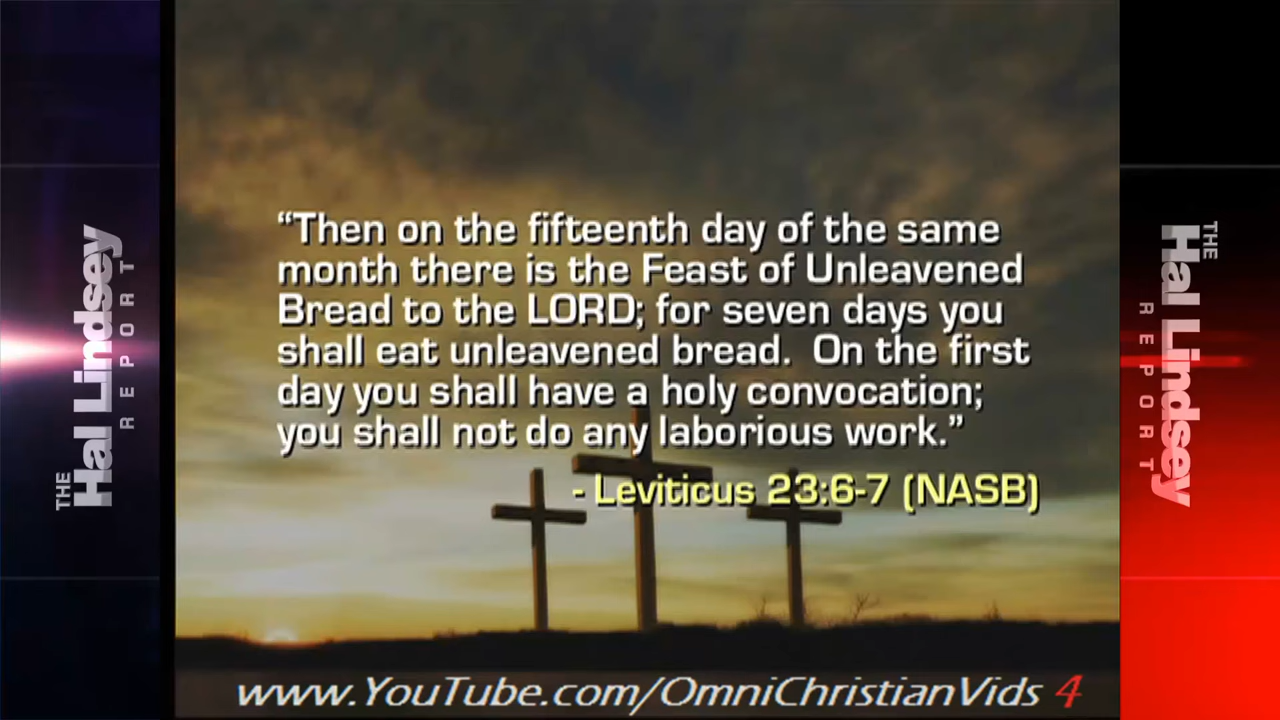 THE
Hal Lindsey
REPORT
“Then on the fifteenth day of the same
month there is the Feast of Unleavened
Bread to the LORD; for seven days you
shall eat unleavened bread.  On the first
day you shall have a holy convocation;
you shall not do any laborious work.”
- Leviticus 23:6-7 (NASB)
www.YouTube.com/OmniChristianVids 4
THE
Hal Lindsey
REPORT